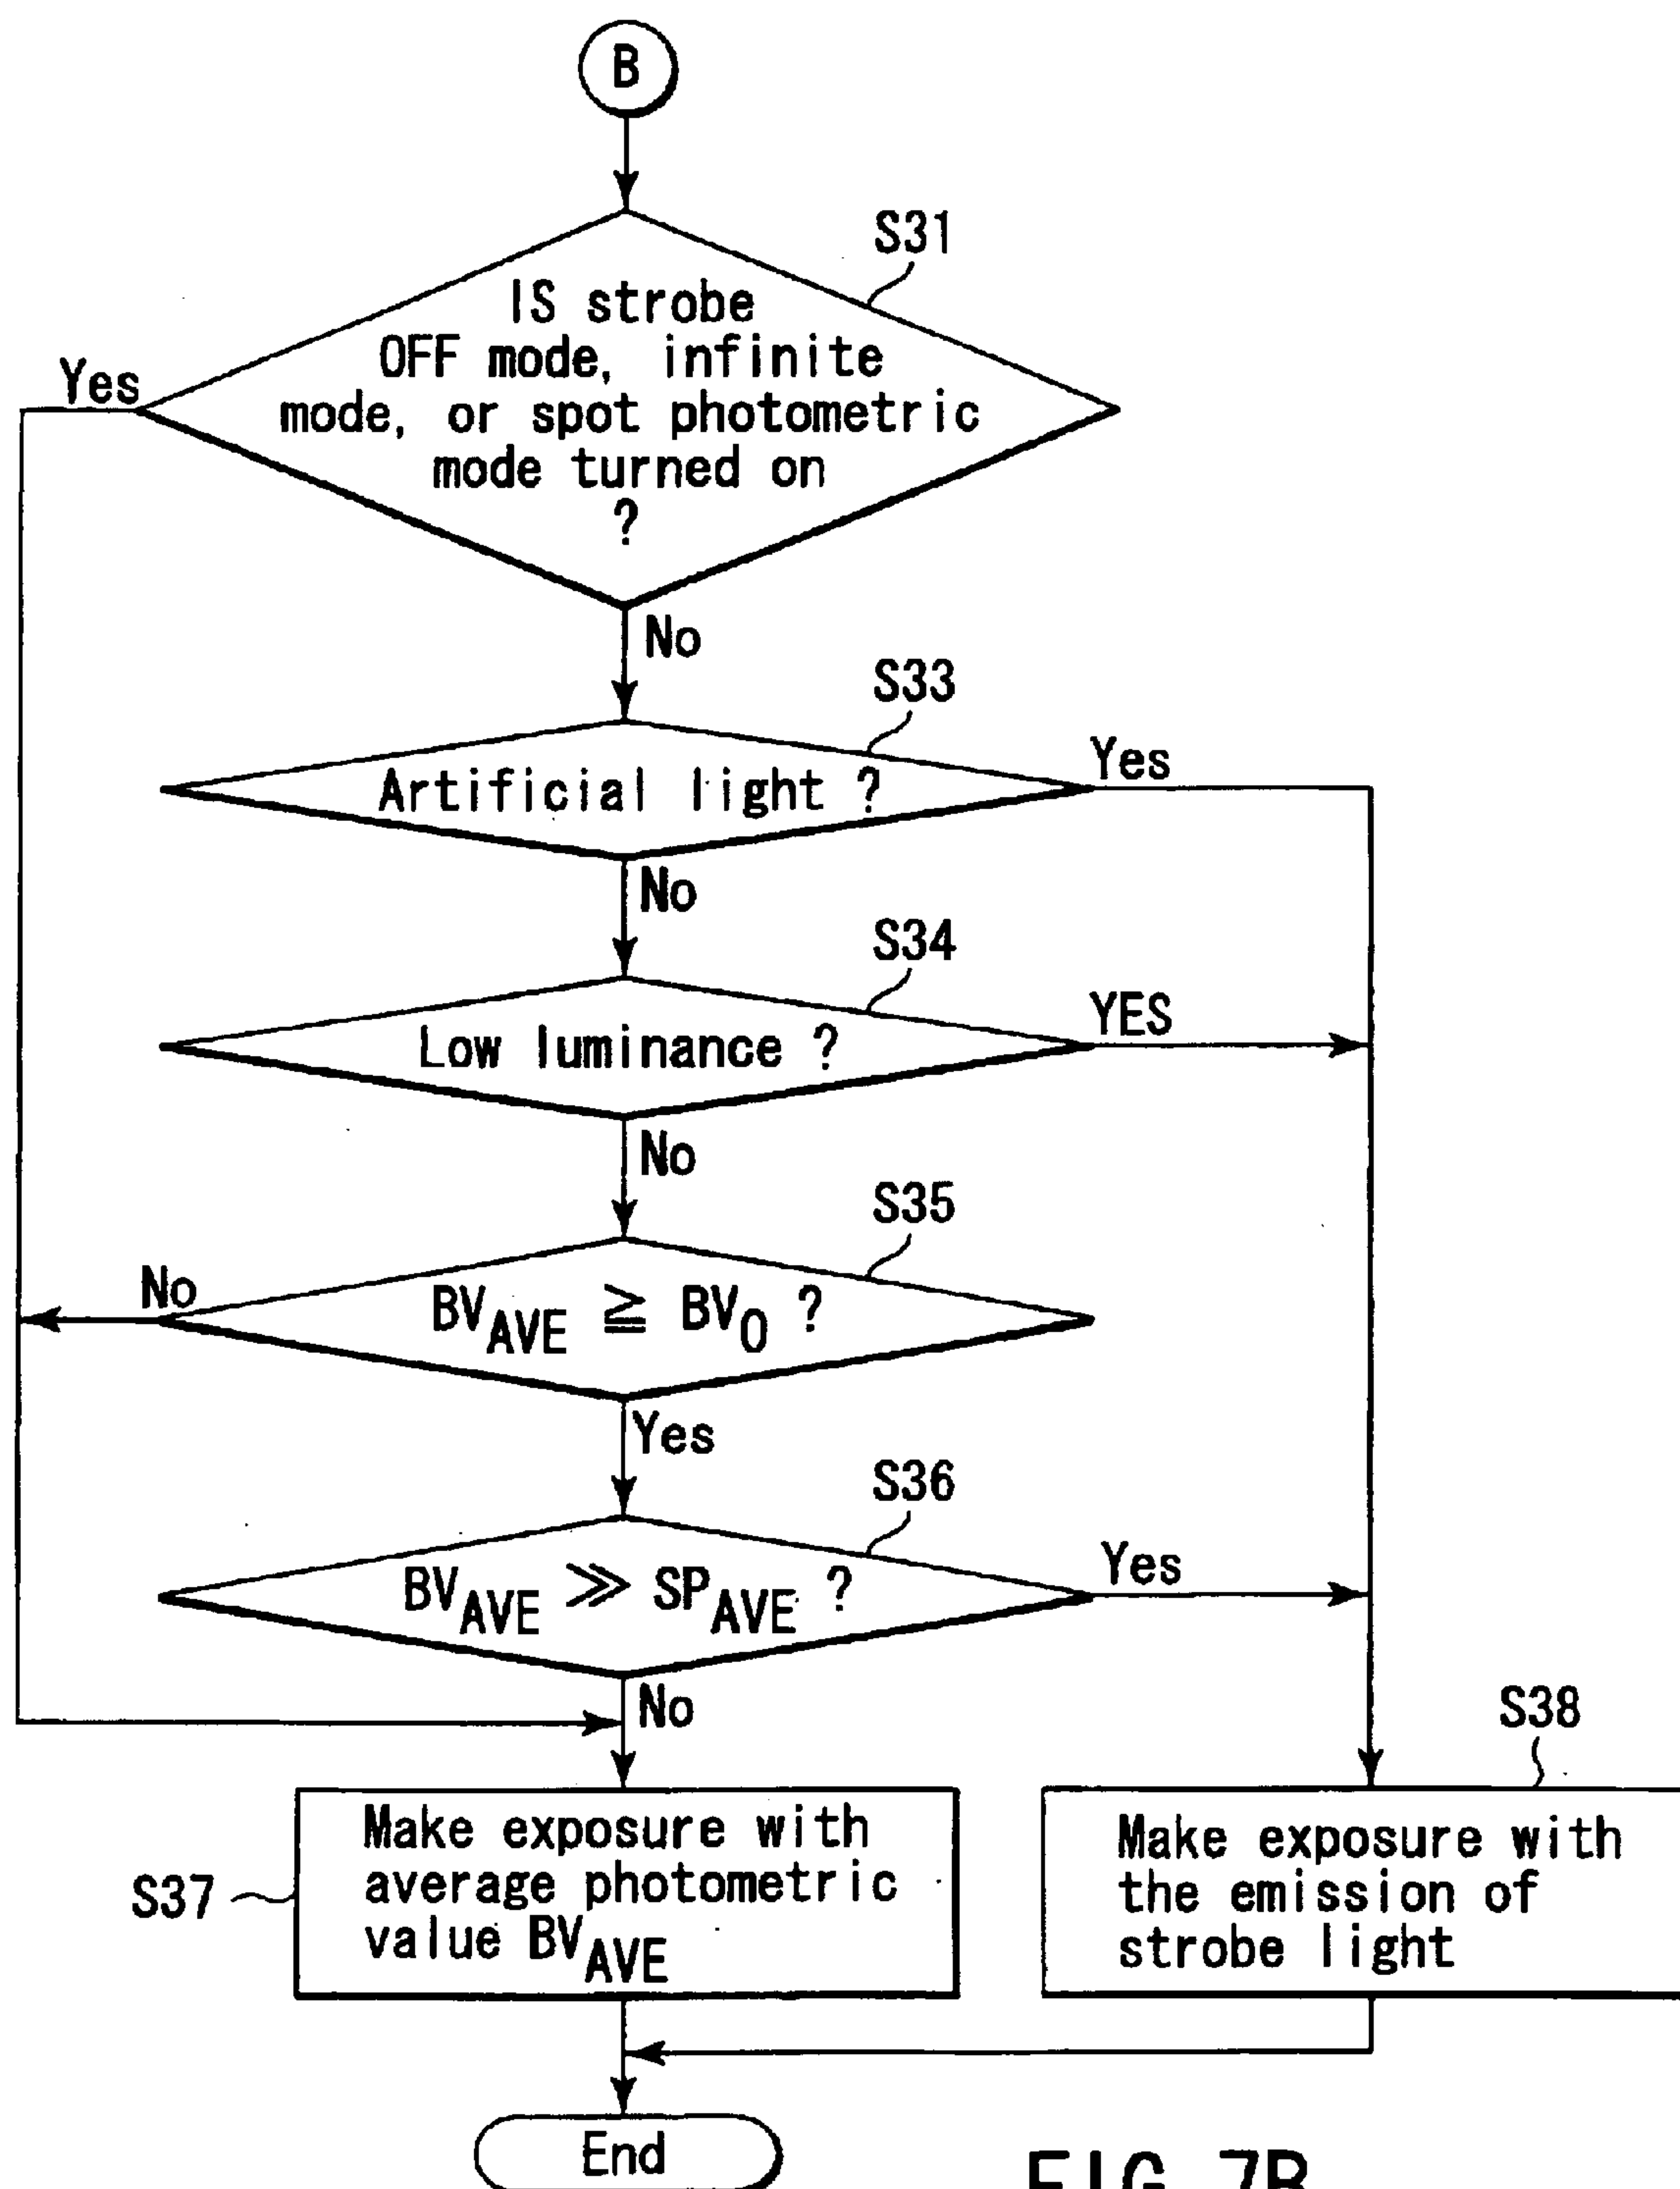 B
S31
IS strobe
OFF mode, infinite
mode, or spot photometric
mode turned on
?
Yes
No
S33
Artificial light ?
Yes
No
S34
Low luminance ?
YES
No
S35
BVAVE ≧ BV0 ?
No
Yes
S36
BVAVE ≫ SPAVE ?
Yes
No
S37
Make exposure with
average photometric
value BVAVE
S38
Make exposure with
the emission of
strobe light
End
FIG. 7B